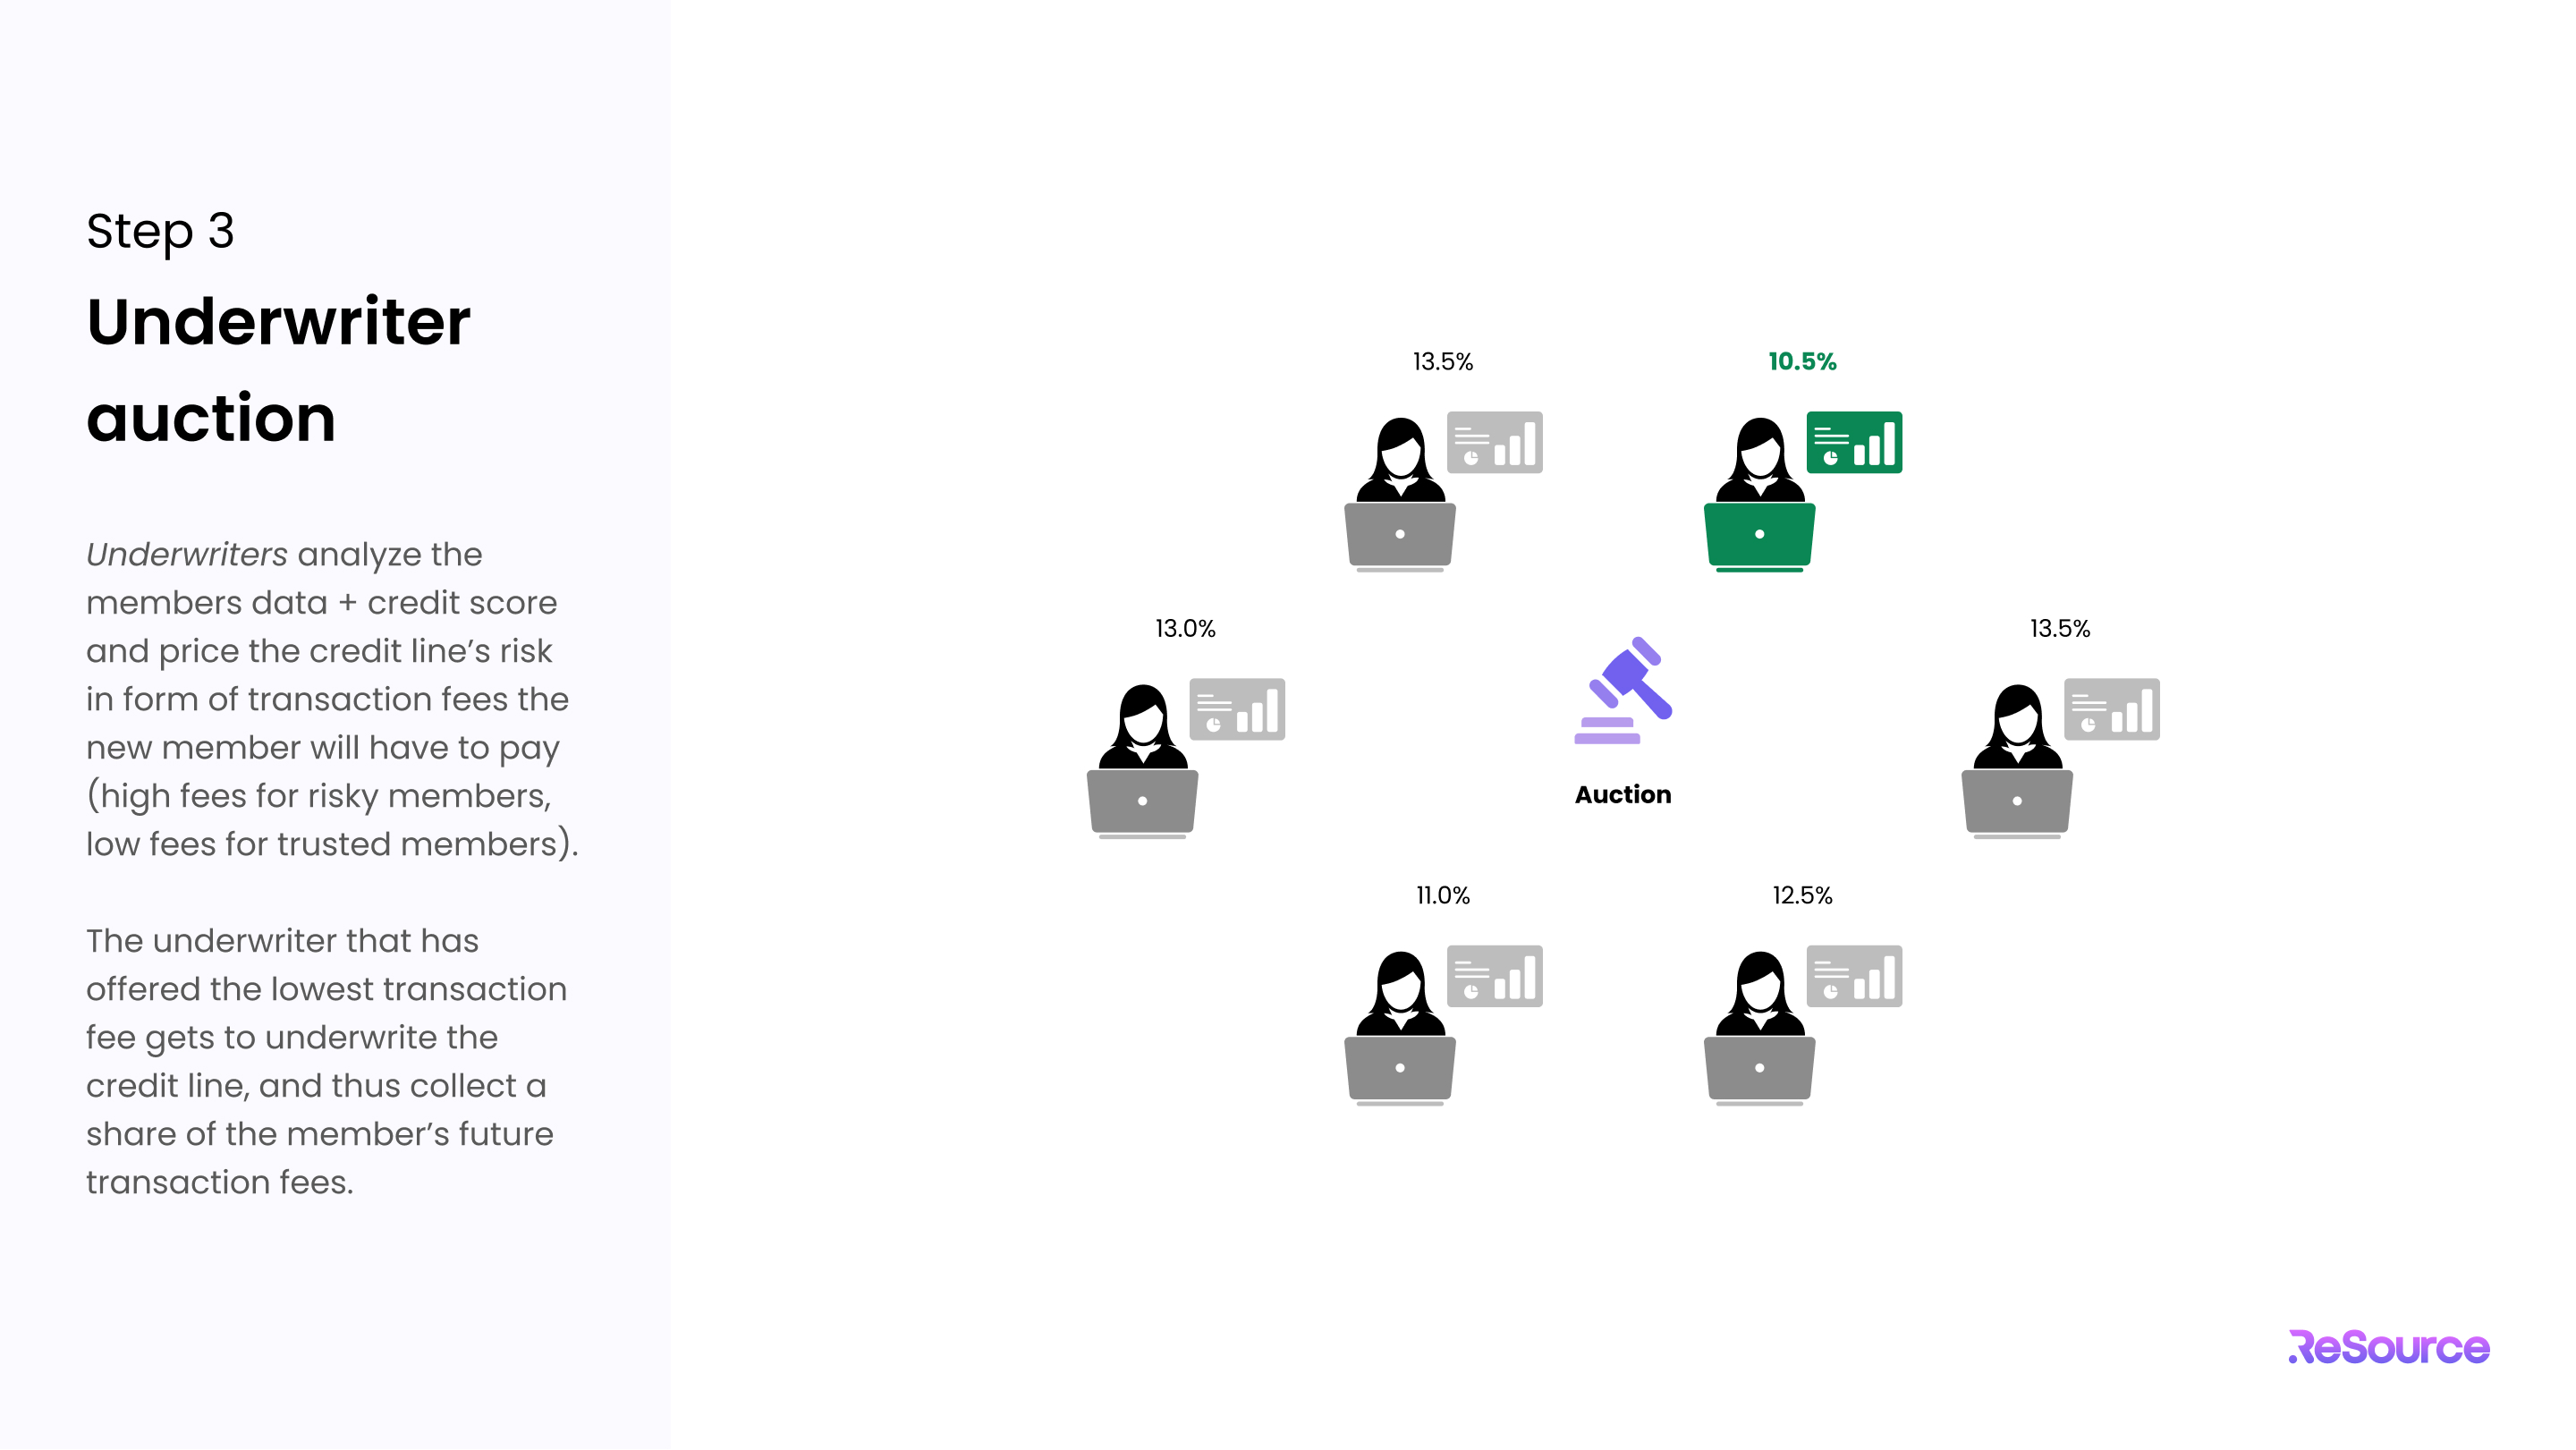 Step 3
Underwriter
auction
Underwriters analyze the
members data + credit score
and price the credit line’s risk
in form of transaction fees the
new member will have to pay
(high fees for risky members,
low fees for trusted members).
The underwriter that has
offered the lowest transaction
fee gets to underwrite the
credit line, and thus collect a
share of the member’s future
transaction fees.
13.5%
10.5%
13.0%
13.5%
Auction
11.0%
12.5%
ReSource